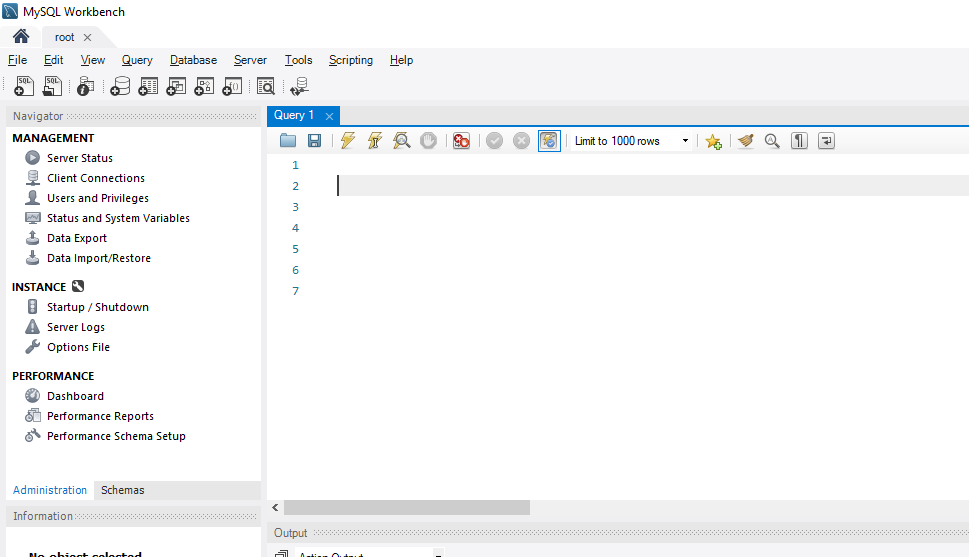 MySQL Workbench
root
File Edit View Query Database Server Tools Scripting Help
SQL SQL
Navigator
MANAGEMENT
Server Status
Client Connections
Users and Privileges
Status and System Variables
Data Export
Data Import/Restore
INSTANCE
Startup / Shutdown
Server Logs
Options File
PERFORMANCE
Dashboard
Performance Reports
Performance Schema Setup
Administration Schemas
Information
No object selected
Query 1
Limit to 1000 rows
1
2
3
4
5
6
7
Output
Action Output